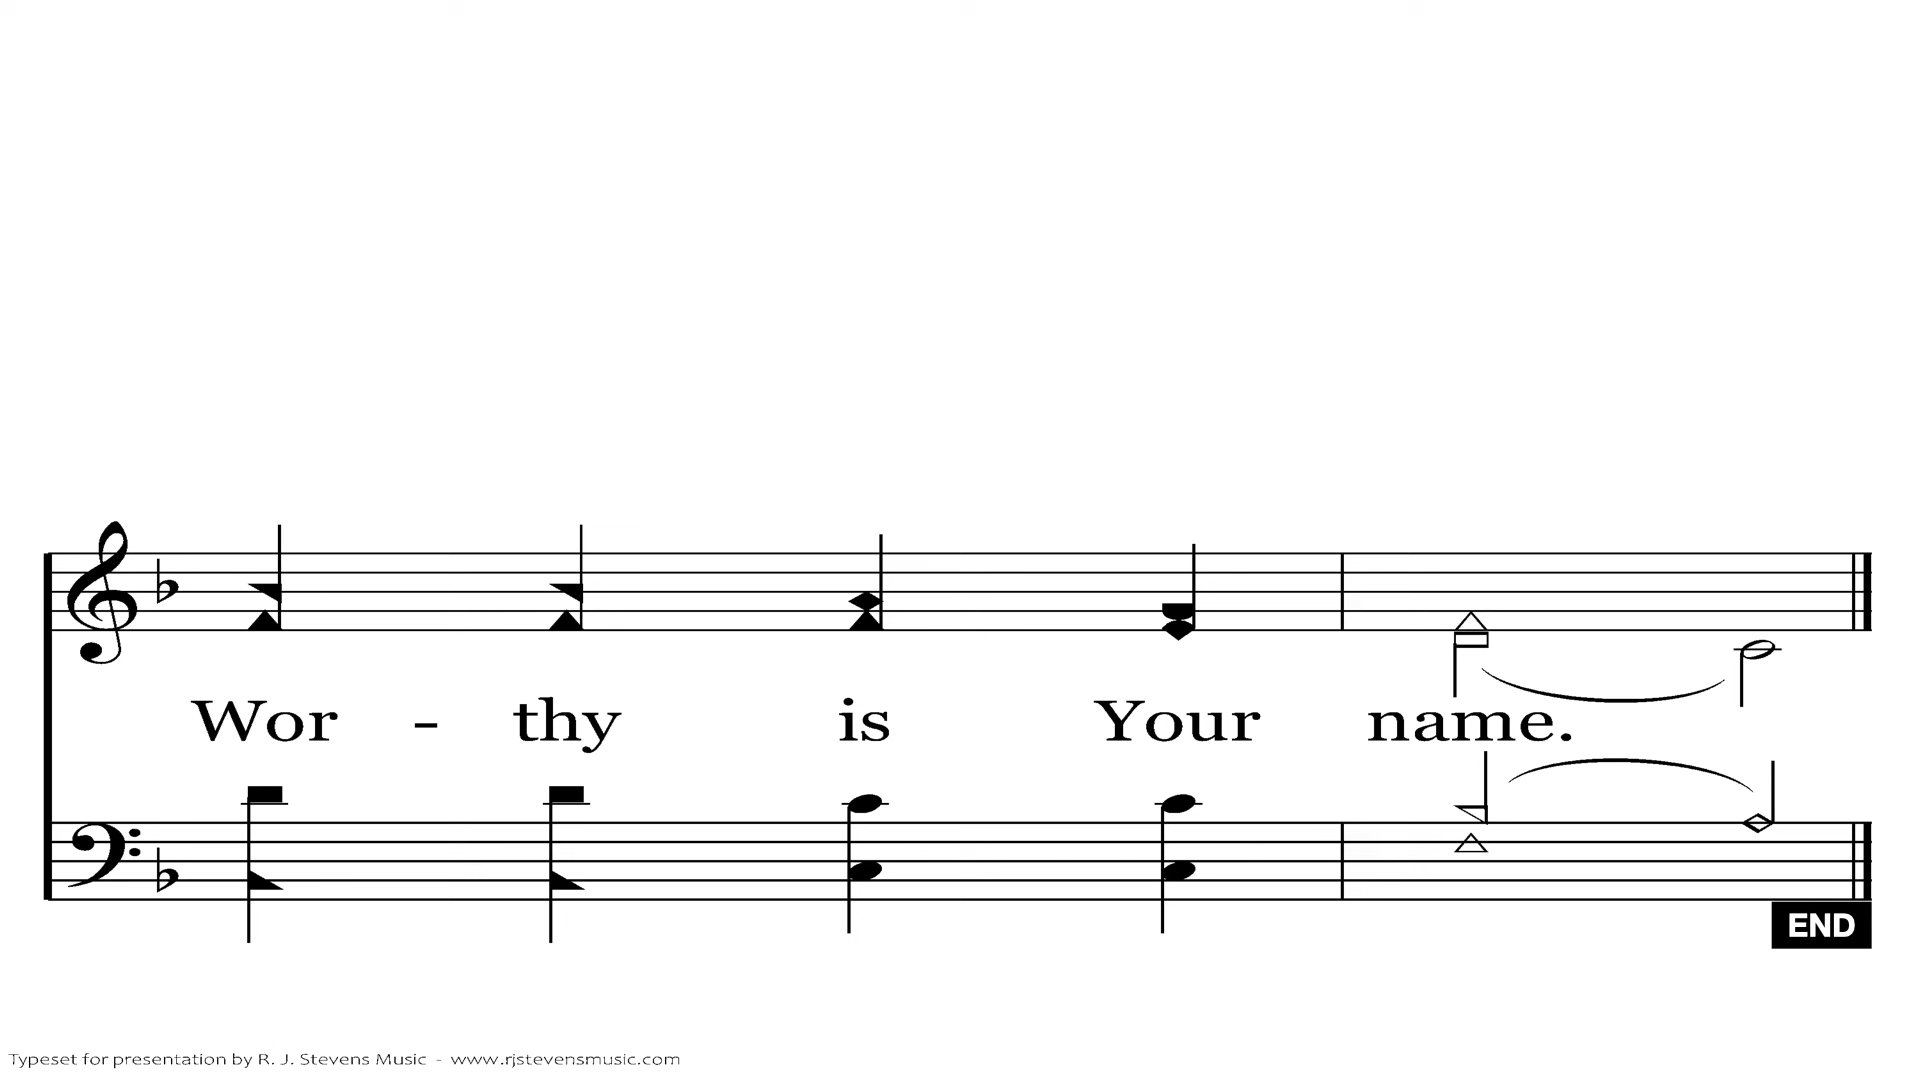 Wor - thy is Your name.
END
Typeset for presentation by R. J. Stevens Music - www.rjstevensmusic.com